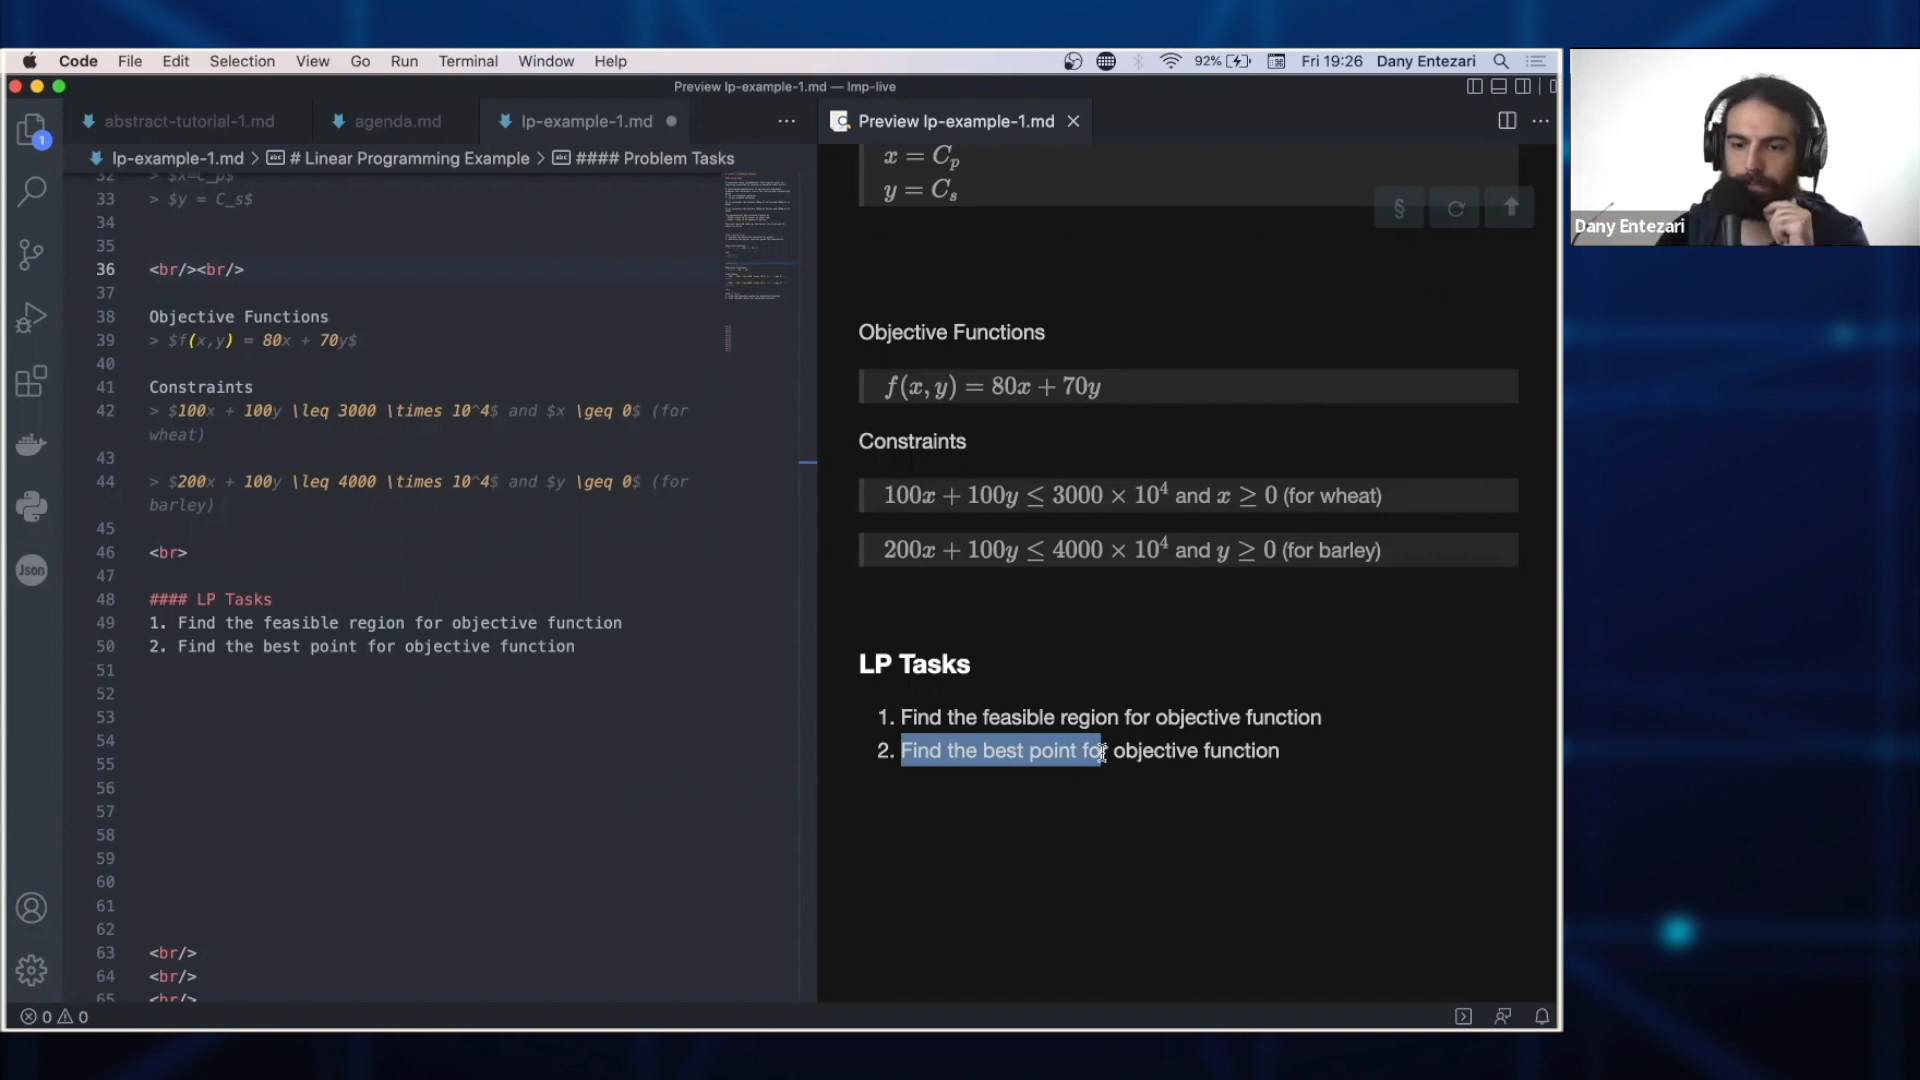 Code File Edit Selection View Go Run Terminal Window Help 92% Fri 19:26 Dany Entezari
Preview lp-example-1.md — lmp-live
abstract-tutorial-1.md agenda.md lp-example-1.md ... Preview lp-example-1.md ...
lp-example-1.md > # Linear Programming Example > #### Problem Tasks
32 > $x=C_p$
33 > $y = C_s$
34
35
36 <br/><br/>
37
38 Objective Functions
39 > $f(x,y) = 80x + 70y$
40
41 Constraints
42 > $100x + 100y \leq 3000 \times 10^4$ and $x \geq 0$ (for
wheat)
43
44 > $200x + 100y \leq 4000 \times 10^4$ and $y \geq 0$ (for
barley)
45
46 <br>
47
48 #### LP Tasks
49 1. Find the feasible region for objective function
50 2. Find the best point for objective function
51
52
53
54
55
56
57
58
59
60
61
62
63 <br/>
64 <br/>
65 <br/>
x = Cp
y = Cs
§
Objective Functions
f(x, y) = 80x + 70y
Constraints
100x + 100y ≤ 3000 × 10⁴ and x ≥ 0 (for wheat)
200x + 100y ≤ 4000 × 10⁴ and y ≥ 0 (for barley)
LP Tasks
1. Find the feasible region for objective function
2. Find the best point for objective function
1
Json
0 0
Dany Entezari